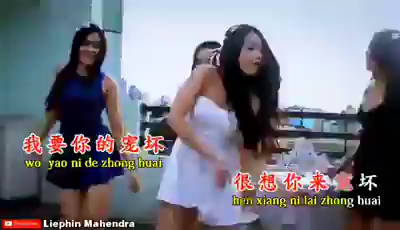 我要你的宠坏
wo yao ni de zhong huai
很想你来宠坏
hen xiang ni lai zhong huai
Liephin Mahendra